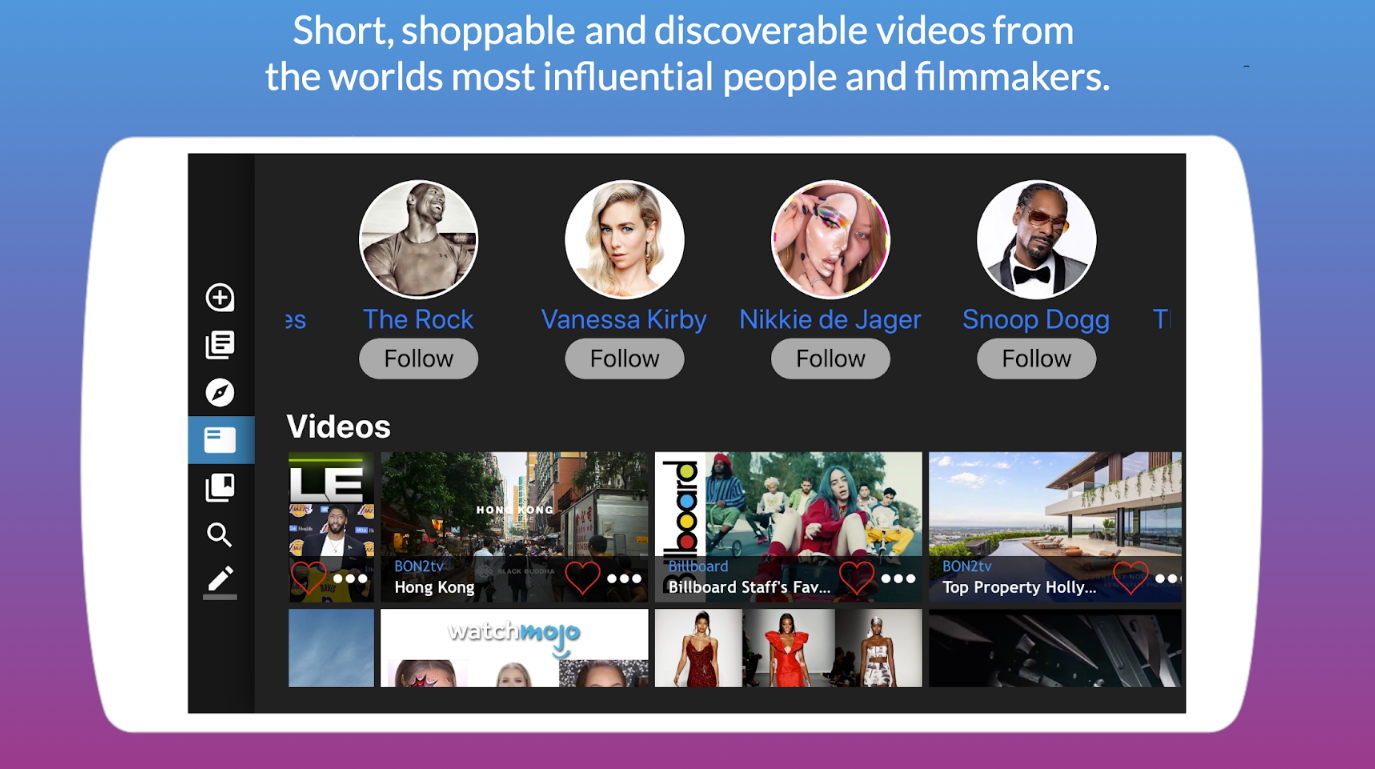 Short, shoppable and discoverable videos from
the worlds most influential people and filmmakers.
es
The Rock
Vanessa Kirby
Nikkie de Jager
Snoop Dogg
Follow
Follow
Follow
Follow
Videos
LE
HONG KONG
BLACK BUDDHA
BON2tv
Hong Kong
Billboard
Billboard
Billboard Staff's Fav...
BON2tv
Top Property Holly...
watchmojo